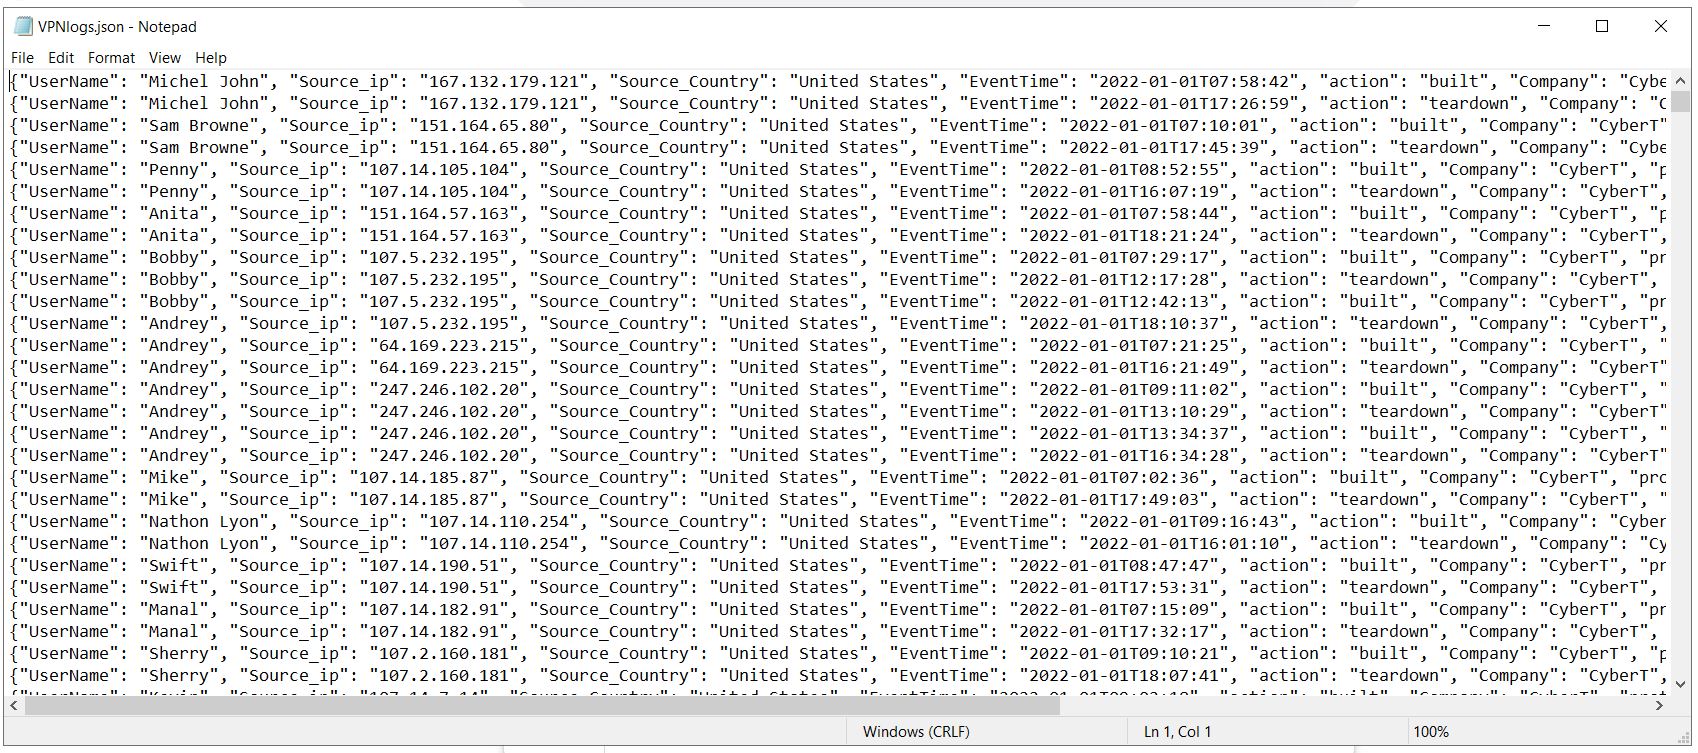 VPNlogs.json - Notepad
File Edit Format View Help
{"UserName": "Michel John", "Source_ip": "167.132.179.121", "Source_Country": "United States", "EventTime": "2022-01-01T07:58:42", "action": "built", "Company": "Cybe
{"UserName": "Michel John", "Source_ip": "167.132.179.121", "Source_Country": "United States", "EventTime": "2022-01-01T17:26:59", "action": "teardown", "Company": "C
{"UserName": "Sam Browne", "Source_ip": "151.164.65.80", "Source_Country": "United States", "EventTime": "2022-01-01T07:10:01", "action": "built", "Company": "CyberT"
{"UserName": "Sam Browne", "Source_ip": "151.164.65.80", "Source_Country": "United States", "EventTime": "2022-01-01T17:45:39", "action": "teardown", "Company": "Cybe
{"UserName": "Penny", "Source_ip": "107.14.105.104", "Source_Country": "United States", "EventTime": "2022-01-01T08:52:55", "action": "built", "Company": "CyberT", "p
{"UserName": "Penny", "Source_ip": "107.14.105.104", "Source_Country": "United States", "EventTime": "2022-01-01T16:07:19", "action": "teardown", "Company": "CyberT",
{"UserName": "Anita", "Source_ip": "151.164.57.163", "Source_Country": "United States", "EventTime": "2022-01-01T07:58:44", "action": "built", "Company": "CyberT", "p
{"UserName": "Anita", "Source_ip": "151.164.57.163", "Source_Country": "United States", "EventTime": "2022-01-01T18:21:24", "action": "teardown", "Company": "CyberT",
{"UserName": "Bobby", "Source_ip": "107.5.232.195", "Source_Country": "United States", "EventTime": "2022-01-01T07:29:17", "action": "built", "Company": "CyberT", "pr
{"UserName": "Bobby", "Source_ip": "107.5.232.195", "Source_Country": "United States", "EventTime": "2022-01-01T12:17:28", "action": "teardown", "Company": "CyberT",
{"UserName": "Bobby", "Source_ip": "107.5.232.195", "Source_Country": "United States", "EventTime": "2022-01-01T12:42:13", "action": "built", "Company": "CyberT", "pr
{"UserName": "Andrey", "Source_ip": "107.5.232.195", "Source_Country": "United States", "EventTime": "2022-01-01T18:10:37", "action": "teardown", "Company": "CyberT",
{"UserName": "Andrey", "Source_ip": "64.169.223.215", "Source_Country": "United States", "EventTime": "2022-01-01T07:21:25", "action": "built", "Company": "CyberT", "
{"UserName": "Andrey", "Source_ip": "64.169.223.215", "Source_Country": "United States", "EventTime": "2022-01-01T16:21:49", "action": "teardown", "Company": "CyberT"
{"UserName": "Andrey", "Source_ip": "247.246.102.20", "Source_Country": "United States", "EventTime": "2022-01-01T09:11:02", "action": "built", "Company": "CyberT", "
{"UserName": "Andrey", "Source_ip": "247.246.102.20", "Source_Country": "United States", "EventTime": "2022-01-01T13:10:29", "action": "teardown", "Company": "CyberT"
{"UserName": "Andrey", "Source_ip": "247.246.102.20", "Source_Country": "United States", "EventTime": "2022-01-01T13:34:37", "action": "built", "Company": "CyberT", "
{"UserName": "Andrey", "Source_ip": "247.246.102.20", "Source_Country": "United States", "EventTime": "2022-01-01T16:34:28", "action": "teardown", "Company": "CyberT"
{"UserName": "Mike", "Source_ip": "107.14.185.87", "Source_Country": "United States", "EventTime": "2022-01-01T07:02:36", "action": "built", "Company": "CyberT", "pro
{"UserName": "Mike", "Source_ip": "107.14.185.87", "Source_Country": "United States", "EventTime": "2022-01-01T17:49:03", "action": "teardown", "Company": "CyberT", "
{"UserName": "Nathon Lyon", "Source_ip": "107.14.110.254", "Source_Country": "United States", "EventTime": "2022-01-01T09:16:43", "action": "built", "Company": "Cyber
{"UserName": "Nathon Lyon", "Source_ip": "107.14.110.254", "Source_Country": "United States", "EventTime": "2022-01-01T16:01:10", "action": "teardown", "Company": "Cy
{"UserName": "Swift", "Source_ip": "107.14.190.51", "Source_Country": "United States", "EventTime": "2022-01-01T08:47:47", "action": "built", "Company": "CyberT", "pr
{"UserName": "Swift", "Source_ip": "107.14.190.51", "Source_Country": "United States", "EventTime": "2022-01-01T17:53:31", "action": "teardown", "Company": "CyberT",
{"UserName": "Manal", "Source_ip": "107.14.182.91", "Source_Country": "United States", "EventTime": "2022-01-01T07:15:09", "action": "built", "Company": "CyberT", "pr
{"UserName": "Manal", "Source_ip": "107.14.182.91", "Source_Country": "United States", "EventTime": "2022-01-01T17:32:17", "action": "teardown", "Company": "CyberT",
{"UserName": "Sherry", "Source_ip": "107.2.160.181", "Source_Country": "United States", "EventTime": "2022-01-01T09:10:21", "action": "built", "Company": "CyberT", "p
{"UserName": "Sherry", "Source_ip": "107.2.160.181", "Source_Country": "United States", "EventTime": "2022-01-01T18:07:41", "action": "teardown", "Company": "CyberT",
Windows (CRLF) Ln 1, Col 1 100%